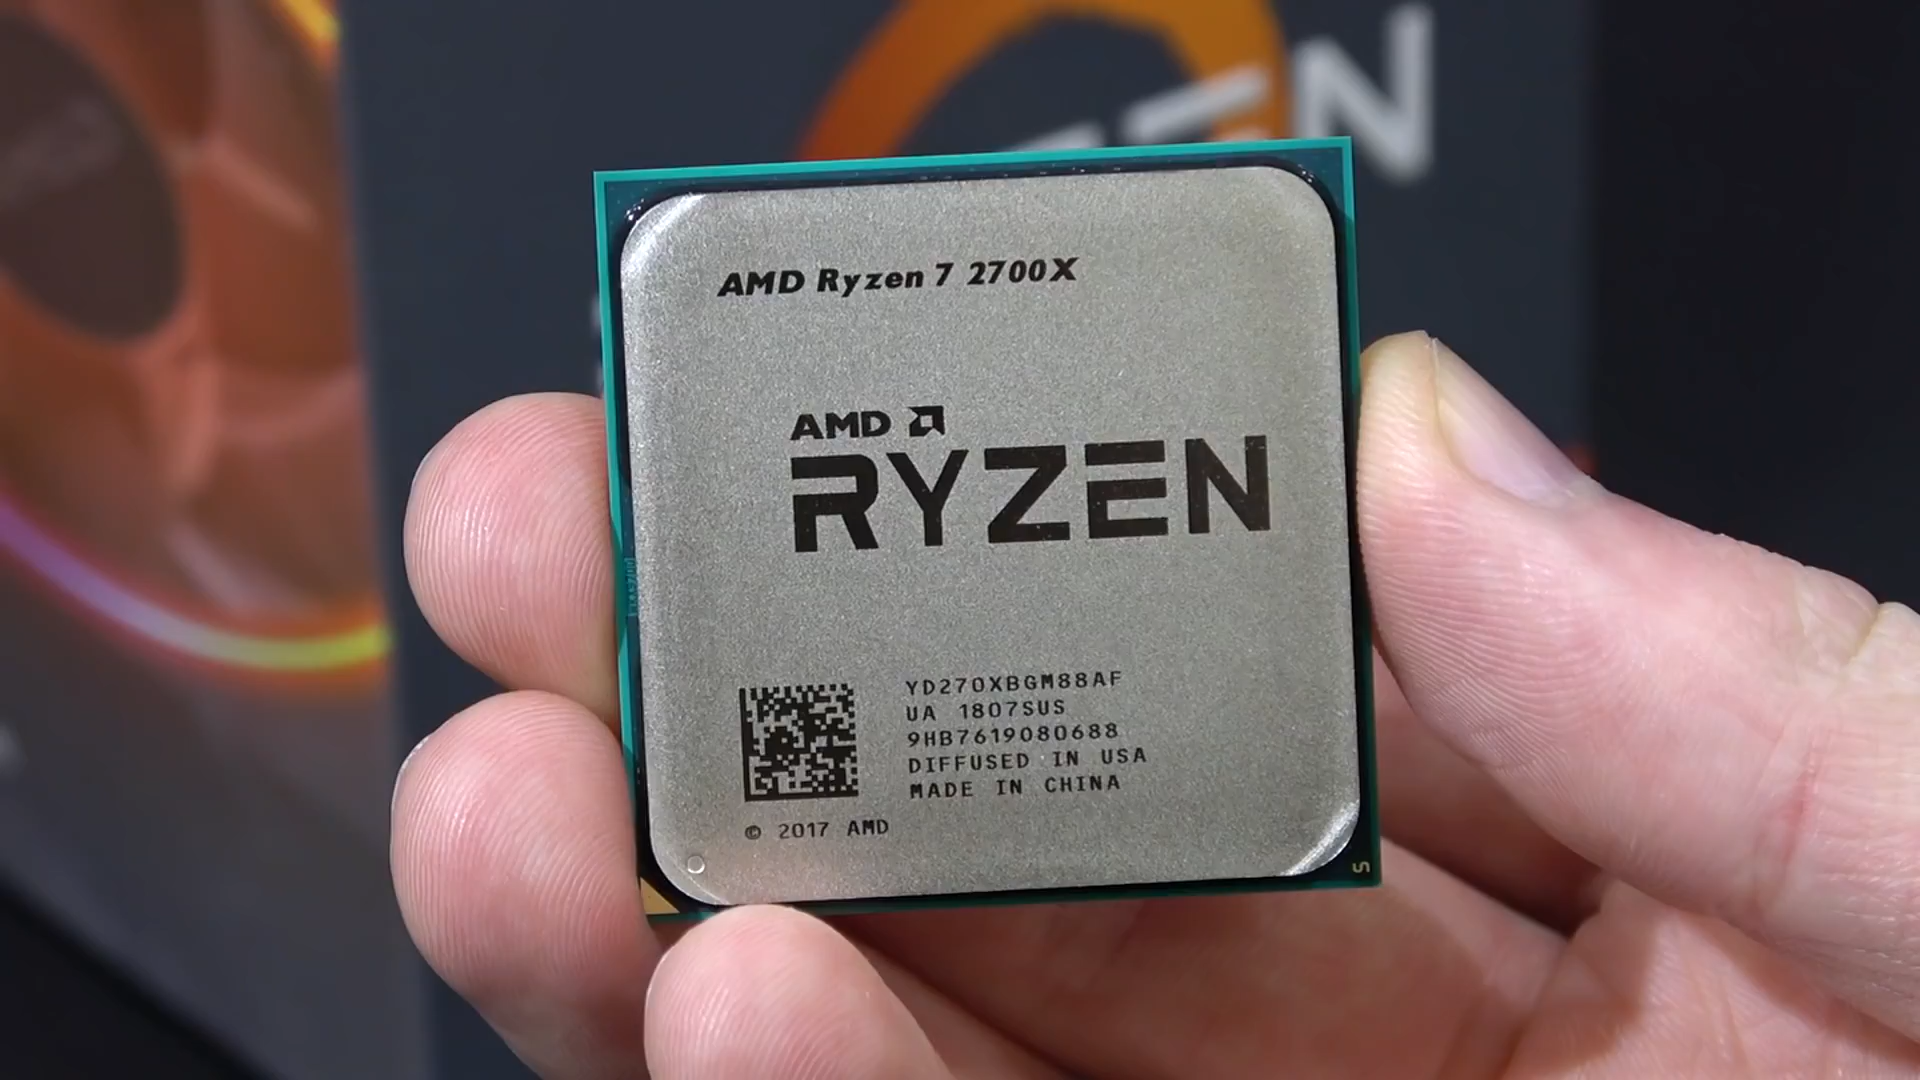 AMD Ryzen 7 2700X
AMD
RYZEN
YD270XBGM88AF
UA 1807SUS
9HB7619080688
DIFFUSED IN USA
MADE IN CHINA
© 2017 AMD